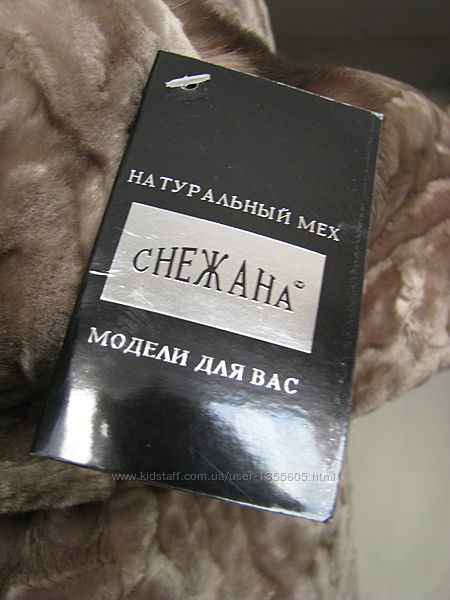 НАТУРАЛЬНЫЙ МЕХ
СНЕЖАНА
МОДЕЛИ ДЛЯ ВАС
www.kidstaff.com.ua/user-1355605.html